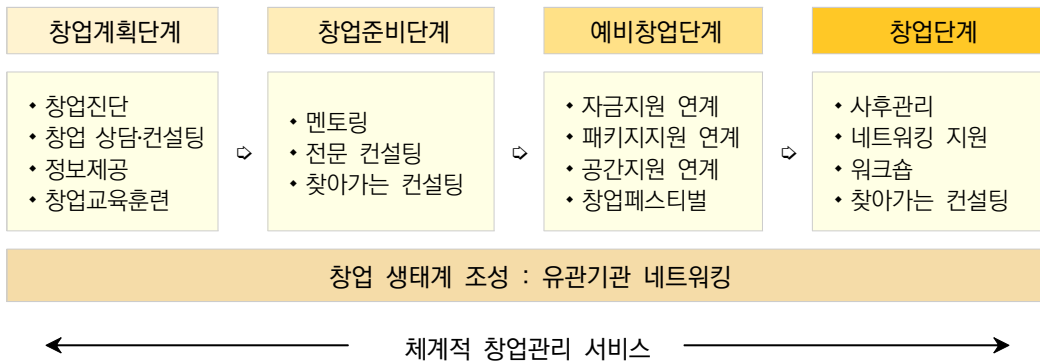 창업계획단계
창업준비단계
예비창업단계
창업단계
◆ 창업진단
◆ 창업 상담·컨설팅
◆ 정보제공
◆ 창업교육훈련
◆ 멘토링
◆ 전문 컨설팅
◆ 찾아가는 컨설팅
◆ 자금지원 연계
◆ 패키지지원 연계
◆ 공간지원 연계
◆ 창업페스티벌
◆ 사후관리
◆ 네트워킹 지원
◆ 워크숍
◆ 찾아가는 컨설팅
창업 생태계 조성 : 유관기관 네트워킹
체계적 창업관리 서비스